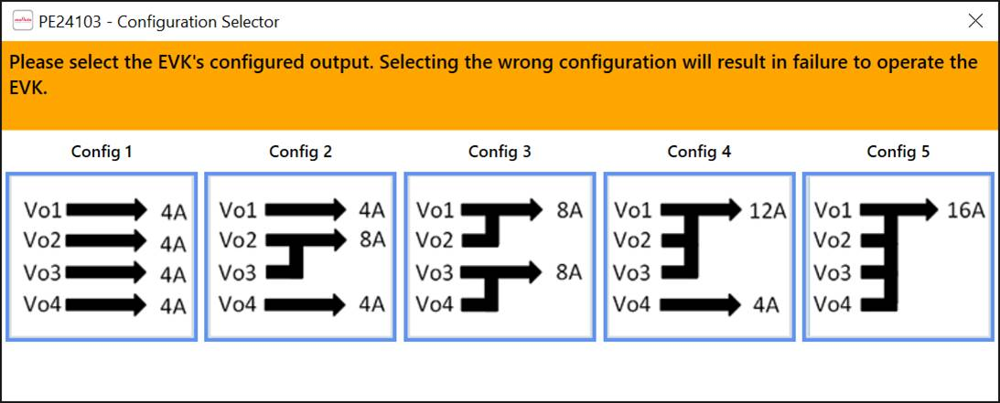 muRata PE24103 - Configuration Selector
Please select the EVK's configured output. Selecting the wrong configuration will result in failure to operate the
EVK.
Config 1
Vo1 4A
Vo2 4A
Vo3 4A
Vo4 4A
Config 2
Vo1 4A
Vo2 8A
Vo3
Vo4 4A
Config 3
Vo1 8A
Vo2
Vo3 8A
Vo4
Config 4
Vo1 12A
Vo2
Vo3
Vo4 4A
Config 5
Vo1 16A
Vo2
Vo3
Vo4